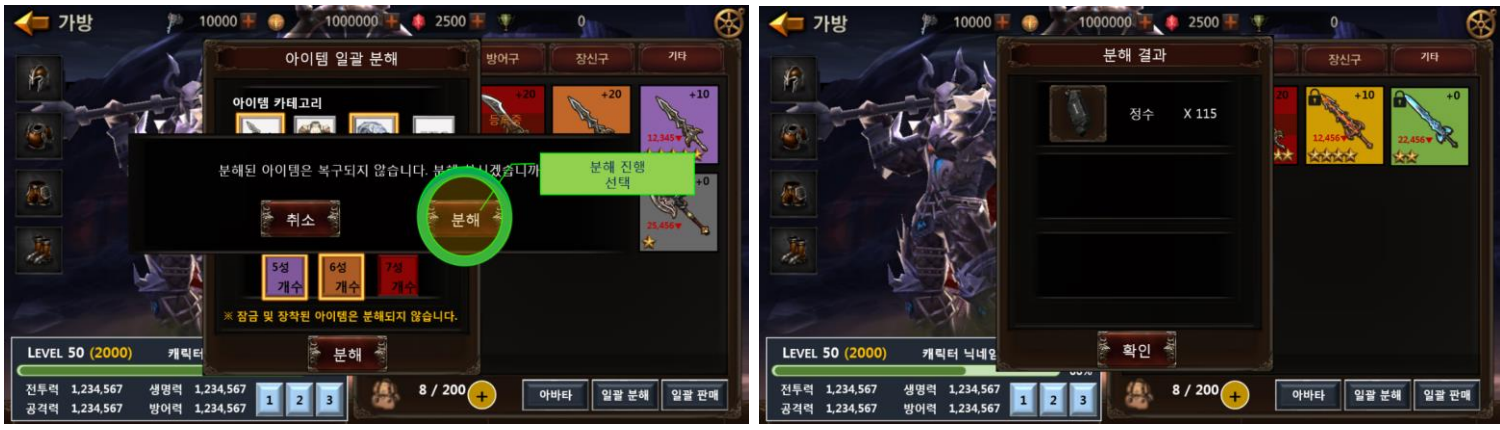 가방
10000
1000000
2500
0
아이템 일괄 분해
방어구
장신구
기타
아이템 카테고리
+20
+20
+10
12,345▼
분해된 아이템은 복구되지 않습니다.
분해 진행
선택
취소
분해
+0
25,456▼
5성
개수
6성
개수
7성
개수
※ 잠금 및 장착된 아이템은 분해되지 않습니다.
분해
LEVEL 50 (2000)
전투력 1,234,567
생명력 1,234,567
공격력 1,234,567
방어력 1,234,567
1 2 3
8 / 200
+
아바타
일괄 분해
일괄 판매
가방
10000
1000000
2500
0
분해 결과
장신구
기타
정수 X 115
+10
12,456▼
+0
22,456▼
확인
LEVEL 50 (2000)
캐릭터 닉네임
전투력 1,234,567
생명력 1,234,567
공격력 1,234,567
방어력 1,234,567
1 2 3
8 / 200
+
아바타
일괄 분해
일괄 판매